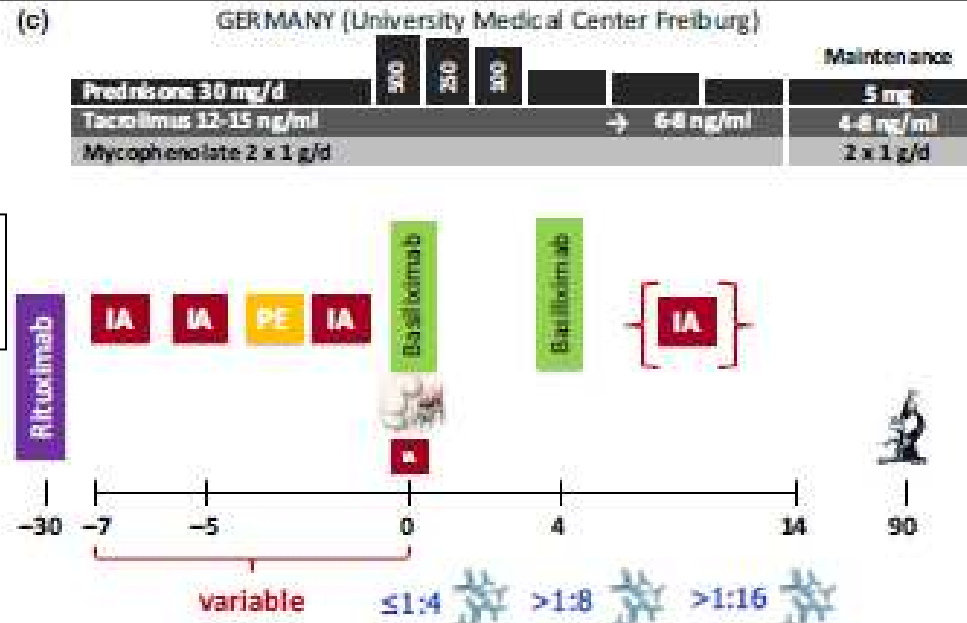 (c) GERMANY (University Medical Center Freiburg)
Maintenance
500 250 100
Prednisone 30 mg/d 5 mg
Tacrolimus 12-15 ng/ml → 6-8 ng/ml 4-8 ng/ml
Mycophenolate 2 x 1 g/d 2 x 1 g/d
Rituximab
IA IA PE IA
Basiliximab
Basiliximab
{IA}
IA
−30 −7 −5 0 4 14 90
variable
≤1:4 >1:8 >1:16